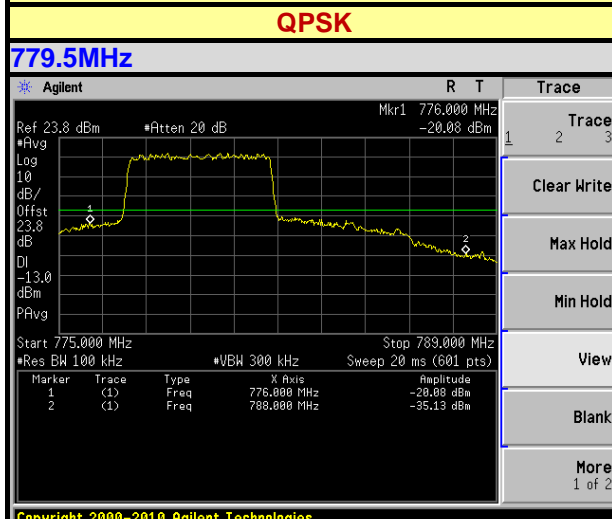 QPSK
779.5MHz
Agilent R T Trace
Mkr1 776.000 MHz
Ref 23.8 dBm #Atten 20 dB -20.08 dBm
#Avg
Log
10
dB/
Offst
23.8
dB
DI
-13.0
dBm
PAvg
1
2
Start 775.000 MHz Stop 789.000 MHz
#Res BW 100 kHz #VBW 300 kHz Sweep 20 ms (601 pts)
Marker Trace Type X Axis Amplitude
1 (1) Freq 776.000 MHz -20.08 dBm
2 (1) Freq 788.000 MHz -35.13 dBm
Trace
1 2 3
Clear Write
Max Hold
Min Hold
View
Blank
More
1 of 2
Copyright 2000-2010 Agilent Technologies